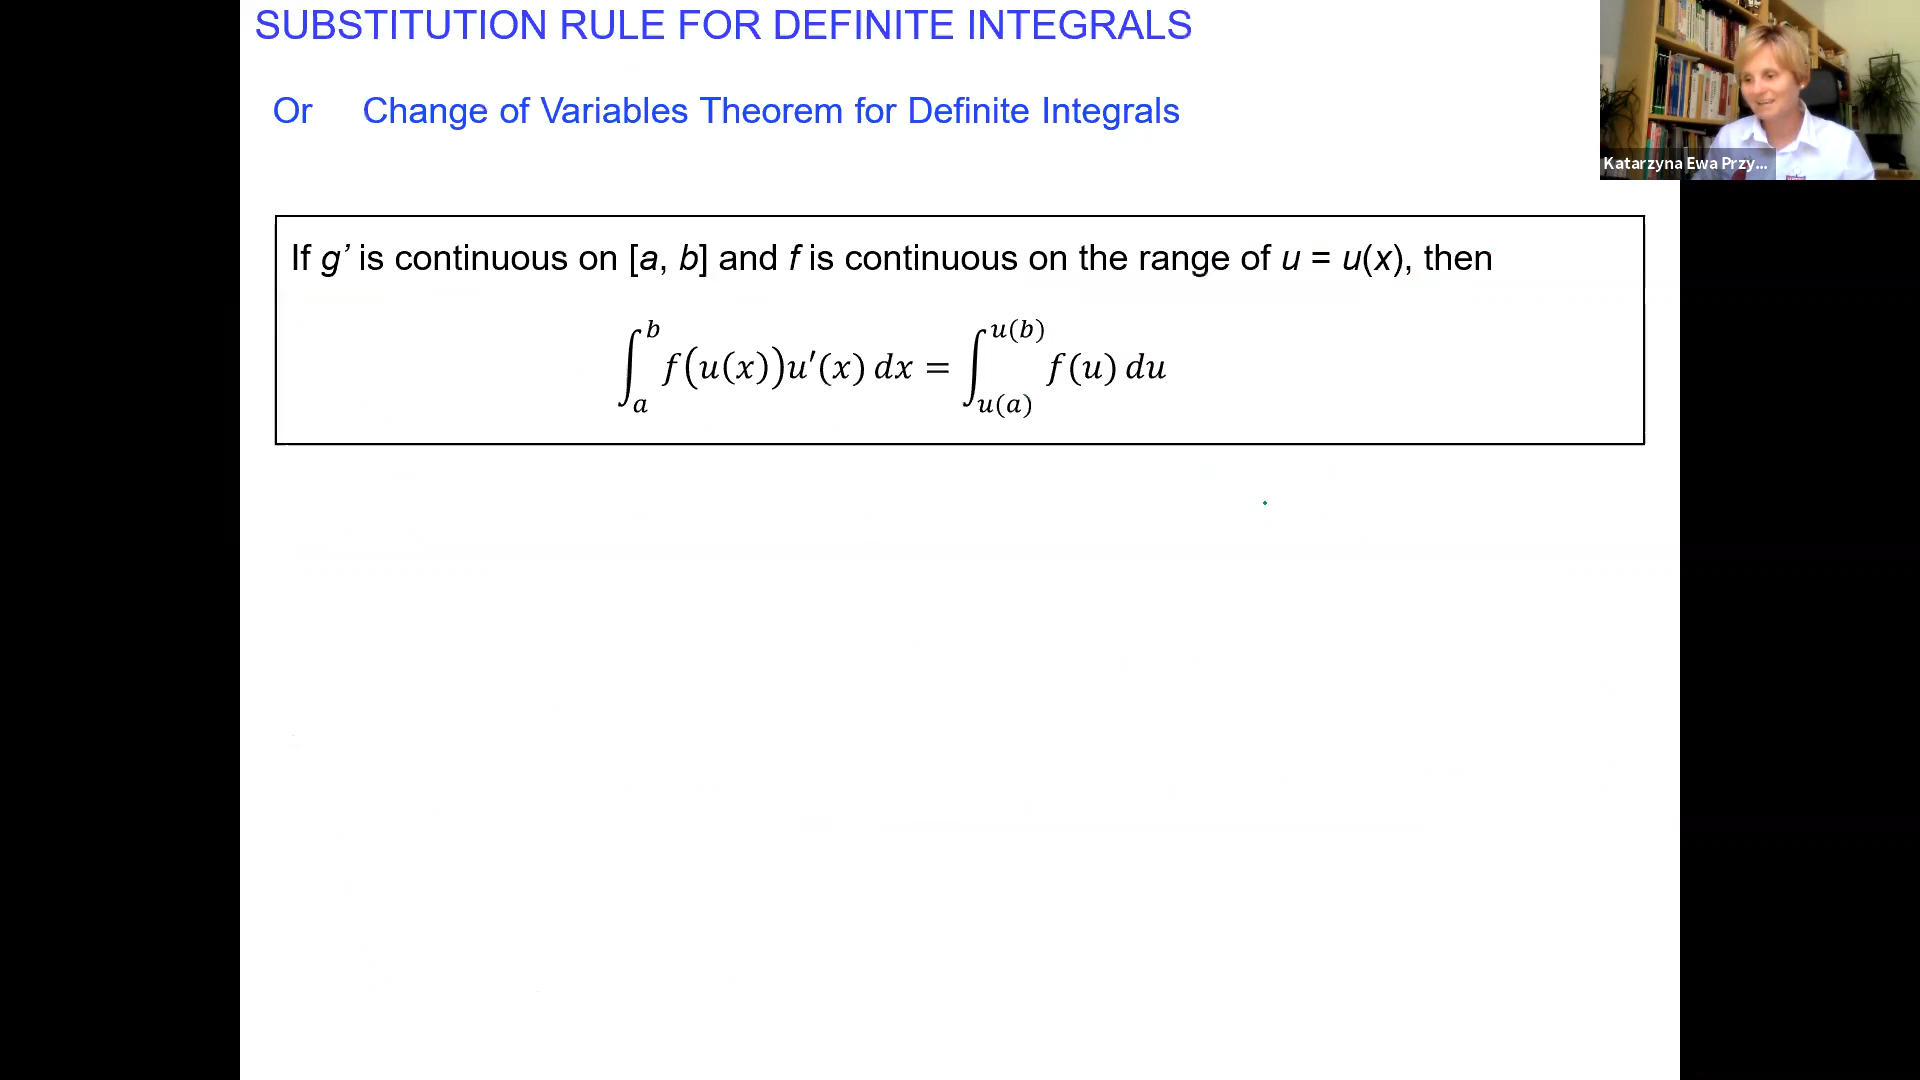 SUBSTITUTION RULE FOR DEFINITE INTEGRALS
Or Change of Variables Theorem for Definite Integrals
Katarzyna Ewa Przy...
If g’ is continuous on [a, b] and f is continuous on the range of u = u(x), then
∫_a^b f(u(x))u′(x) dx = ∫_{u(a)}^{u(b)} f(u) du